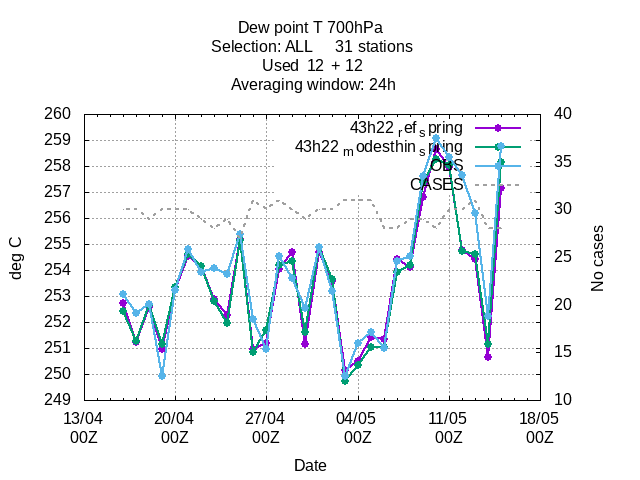 Dew point T 700hPa
Selection: ALL 31 stations
Used 12 + 12
Averaging window: 24h
260
259
258
257
256
255
254
253
252
251
250
249
40
35
30
25
20
15
10
43h22 ref spring
43h22 modesthin spring
OBS
CASES
deg C
No cases
13/04 20/04 27/04 04/05 11/05 18/05
00Z 00Z 00Z 00Z 00Z 00Z
Date